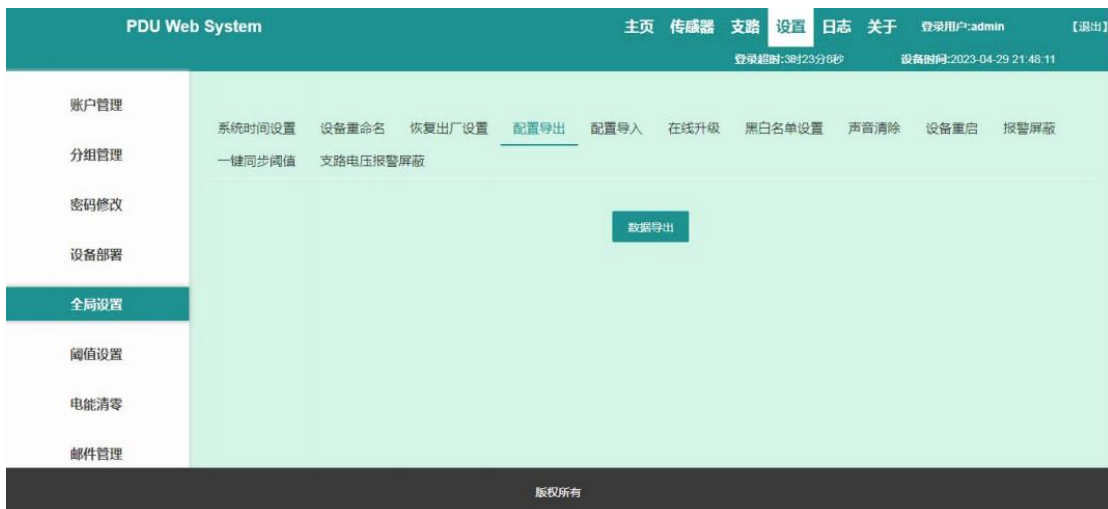 PDU Web System 主页 传感器 支路 设置 日志 关于 登录用户:admin 【退出】
登录超时:3时23分8秒 设备时间:2023-04-29 21:48:11
账户管理
分组管理
密码修改
设备部署
全局设置
阈值设置
电能清零
邮件管理
系统时间设置 设备重命名 恢复出厂设置 配置导出 配置导入 在线升级 黑白名单设置 声音清除 设备重启 报警屏蔽
一键同步阈值 支路电压报警屏蔽
数据导出
版权所有